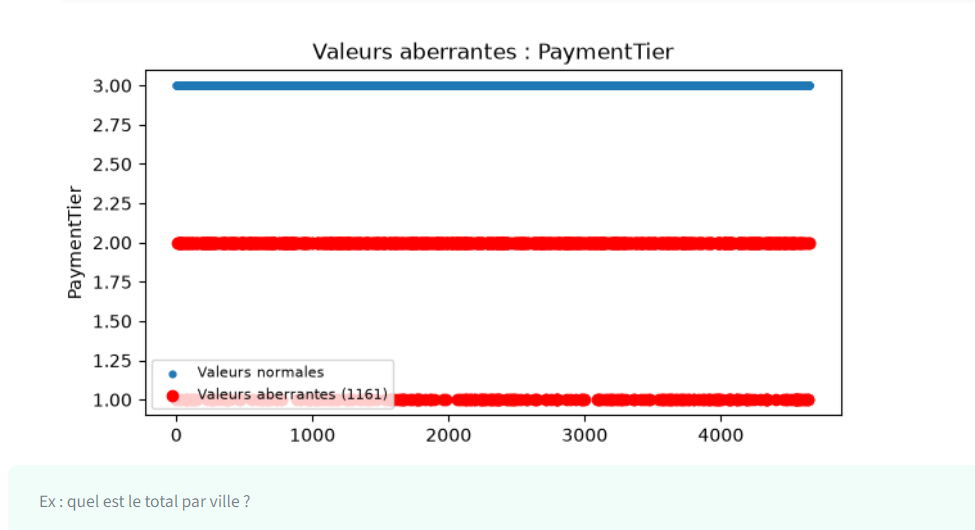 Valeurs aberrantes : PaymentTier
3.00
2.75
2.50
2.25
2.00
1.75
1.50
1.25
1.00
PaymentTier
Valeurs normales
Valeurs aberrantes (1161)
0 1000 2000 3000 4000
Ex : quel est le total par ville ?